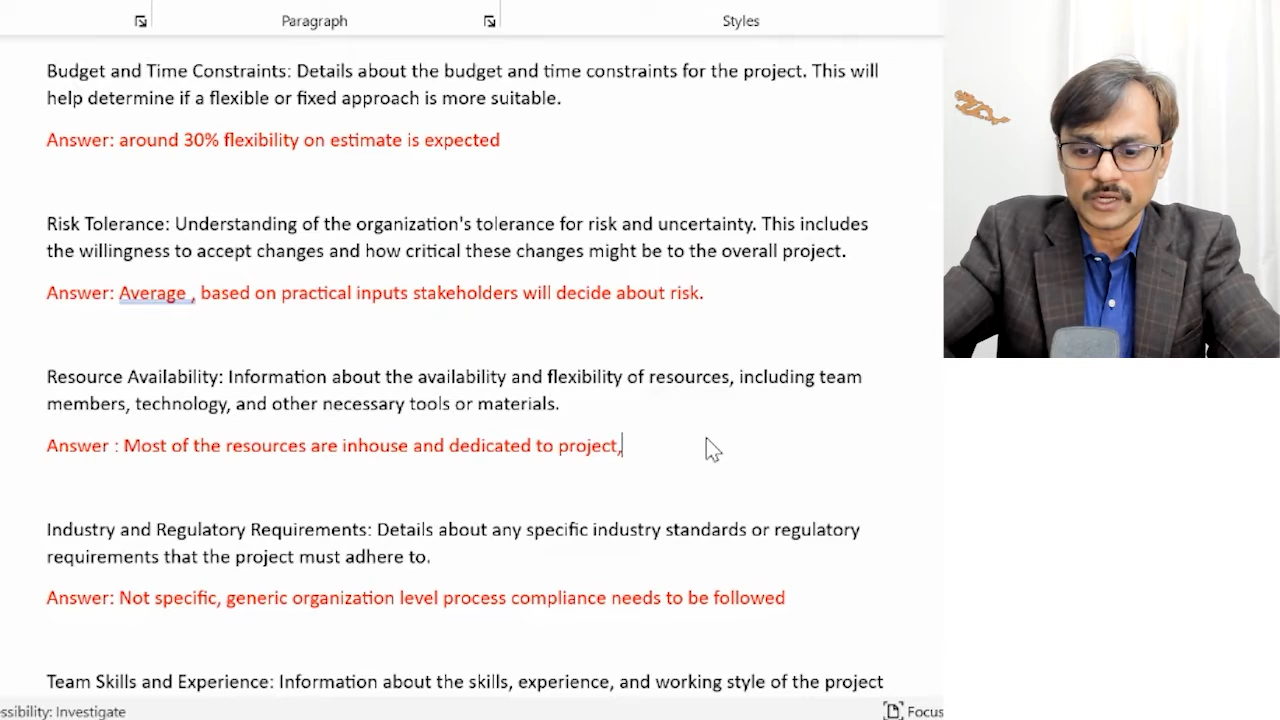 Paragraph
Styles
Budget and Time Constraints: Details about the budget and time constraints for the project. This will
help determine if a flexible or fixed approach is more suitable.
Answer: around 30% flexibility on estimate is expected
Risk Tolerance: Understanding of the organization's tolerance for risk and uncertainty. This includes
the willingness to accept changes and how critical these changes might be to the overall project.
Answer: Average , based on practical inputs stakeholders will decide about risk.
Resource Availability: Information about the availability and flexibility of resources, including team
members, technology, and other necessary tools or materials.
Answer : Most of the resources are inhouse and dedicated to project,
Industry and Regulatory Requirements: Details about any specific industry standards or regulatory
requirements that the project must adhere to.
Answer: Not specific, generic organization level process compliance needs to be followed
Team Skills and Experience: Information about the skills, experience, and working style of the project
ssibility: Investigate
Focus